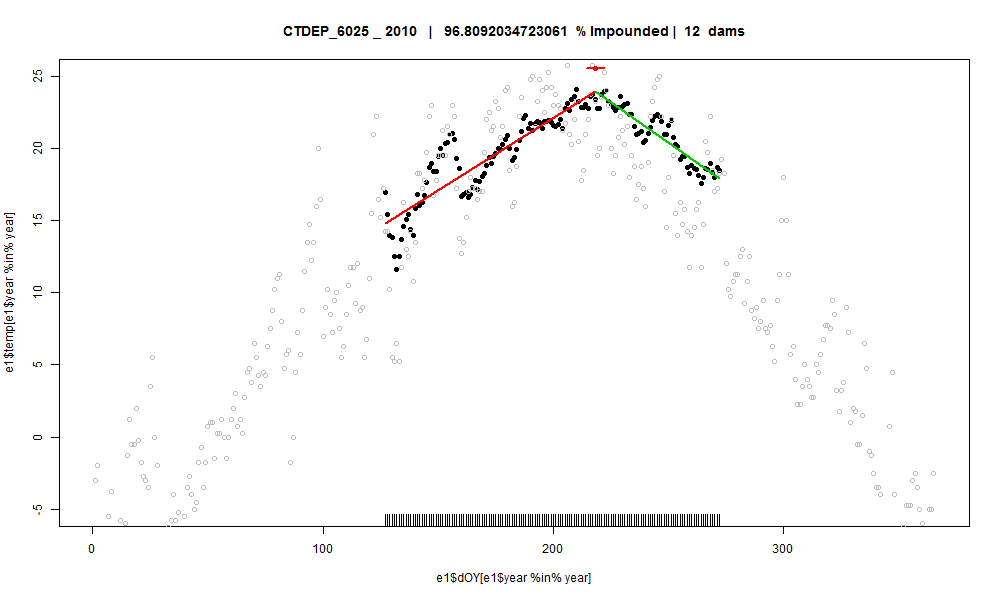 CTDEP_6025 _ 2010 | 96.8092034723061 % Impounded | 12 dams
e1$temp[e1$year %in% year]
25
20
15
10
5
0
-5
0 100 200 300
e1$dOY[e1$year %in% year]